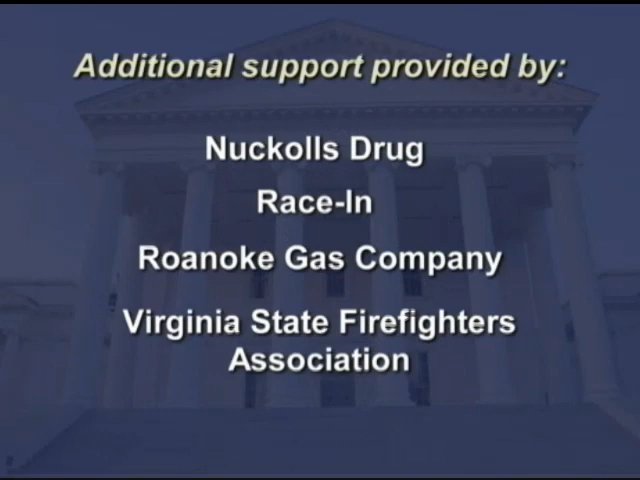 Additional support provided by:
Nuckolls Drug
Race-In
Roanoke Gas Company
Virginia State Firefighters
Association